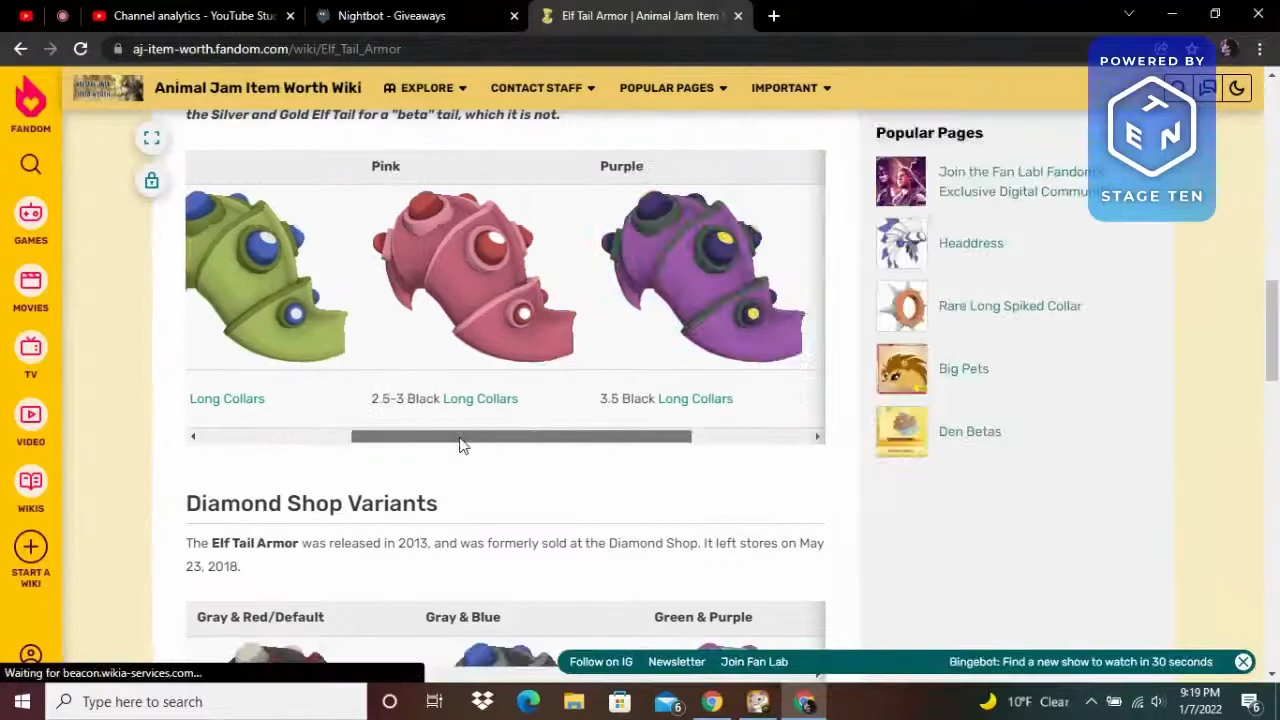 Channel analytics - YouTube Stu
Nightbot - Giveaways
Elf Tail Armor | Animal Jam Item
aj-item-worth.fandom.com/wiki/Elf_Tail_Armor
POWERED BY
TEN
STAGE TEN
FANDOM
GAMES
MOVIES
TV
VIDEO
WIKIS
START A
WIKI
Animal Jam Item Worth Wiki
EXPLORE
CONTACT STAFF
POPULAR PAGES
IMPORTANT
the Silver and Gold Elf Tail for a "beta" tail, which it is not.
Pink
Purple
Long Collars
2.5-3 Black Long Collars
3.5 Black Long Collars
Diamond Shop Variants
The Elf Tail Armor was released in 2013, and was formerly sold at the Diamond Shop. It left stores on May
23, 2018.
Gray & Red/Default
Gray & Blue
Green & Purple
Popular Pages
Join the Fan Lab! Fandom's
Exclusive Digital Commun
Headdress
Rare Long Spiked Collar
Big Pets
Den Betas
Follow on IG
Newsletter
Join Fan Lab
Bingebot: Find a new show to watch in 30 seconds
Waiting for beacon.wikia-services.com...
Type here to search
6
10°F Clear
9:19 PM
1/7/2022
6